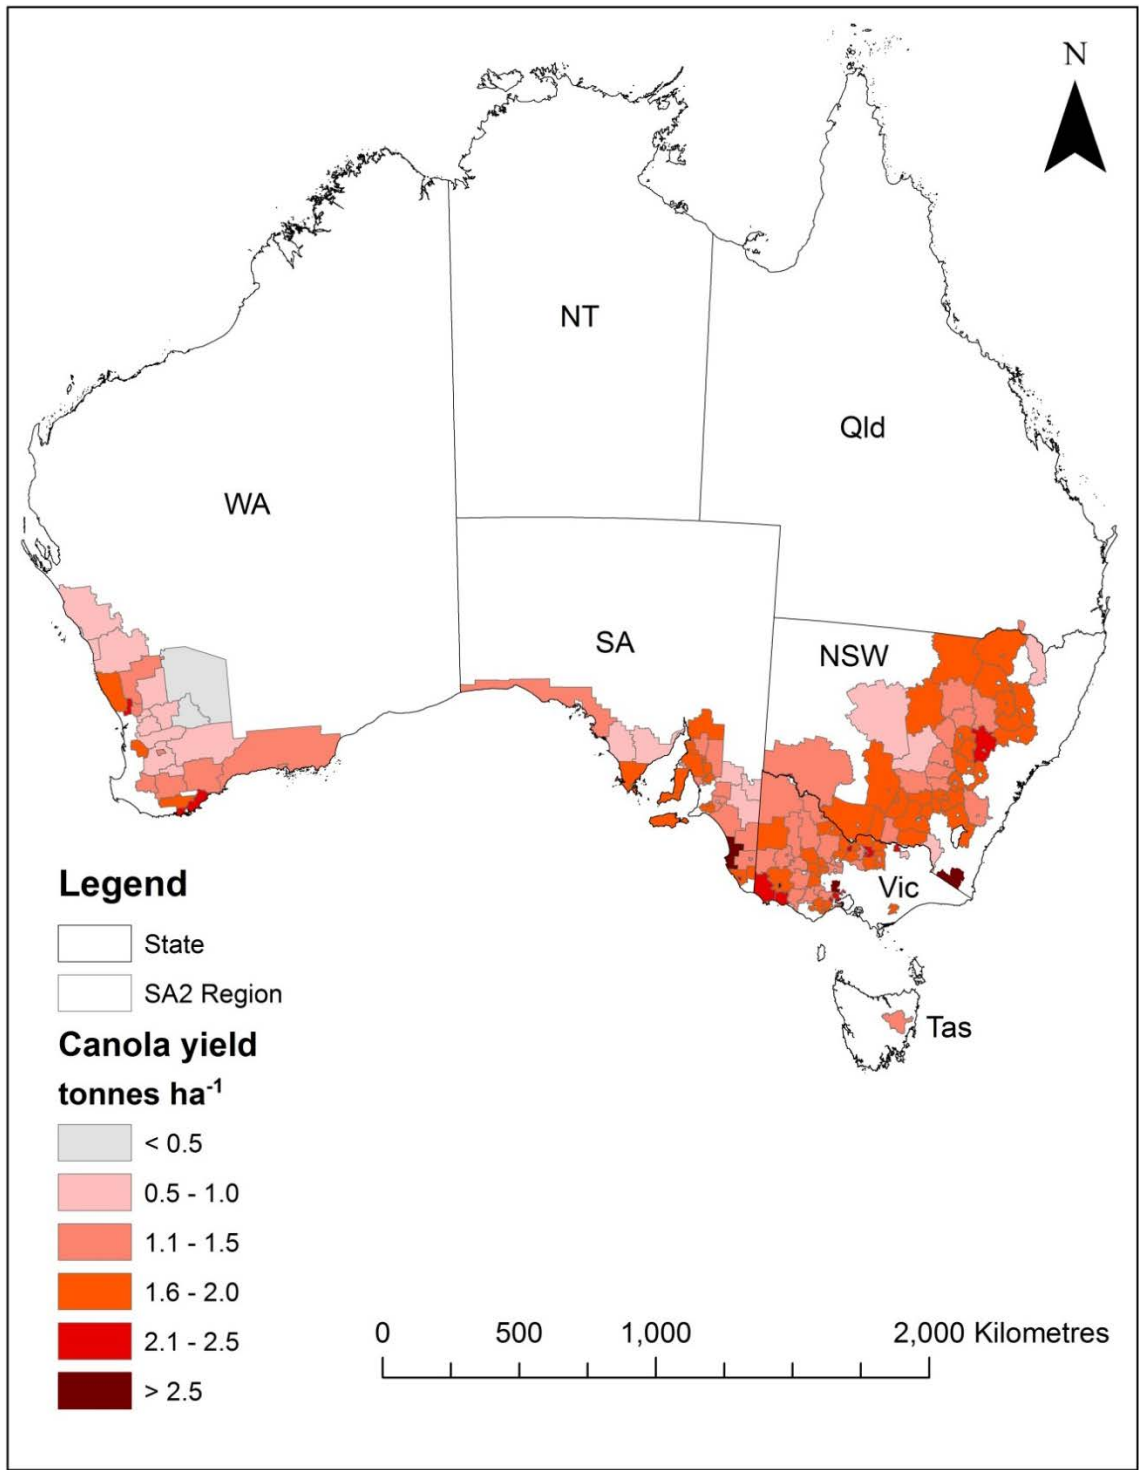 N
NT
Qld
WA
SA
NSW
Vic
Tas
Legend
State
SA2 Region
Canola yield
tonnes ha⁻¹
< 0.5
0.5 - 1.0
1.1 - 1.5
1.6 - 2.0
2.1 - 2.5
> 2.5
0 500 1,000 2,000 Kilometres